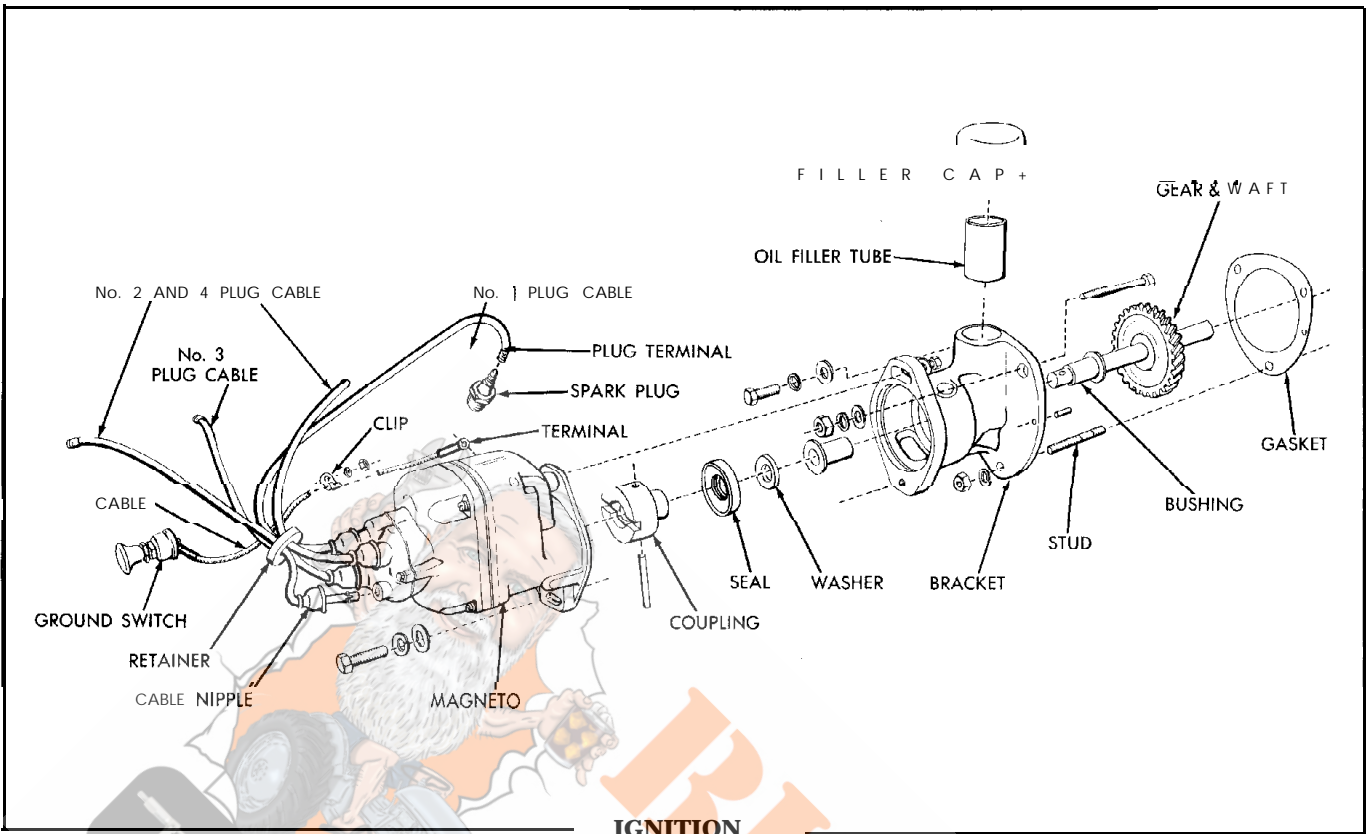 FILLER CAP+
GEAR & WAFT
OIL FILLER TUBE
No. 2 AND 4 PLUG CABLE
No. 1 PLUG CABLE
No. 3
PLUG CABLE
PLUG TERMINAL
SPARK PLUG
CLIP
TERMINAL
GASKET
CABLE
BUSHING
STUD
SEAL
WASHER
BRACKET
GROUND SWITCH
COUPLING
RETAINER
CABLE NIPPLE
MAGNETO
IGNITION